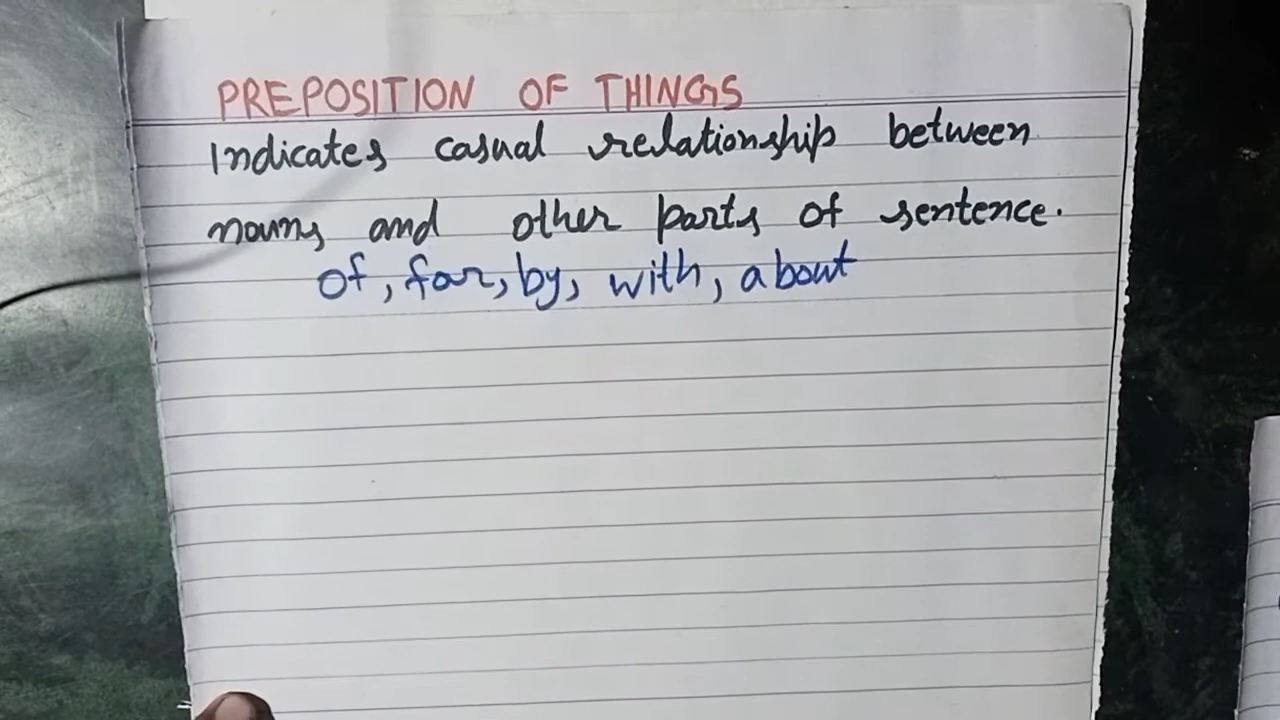 PREPOSITION OF THINGS
Indicates casual relationship between
nouns and other parts of sentence.
of, for, by, with, about